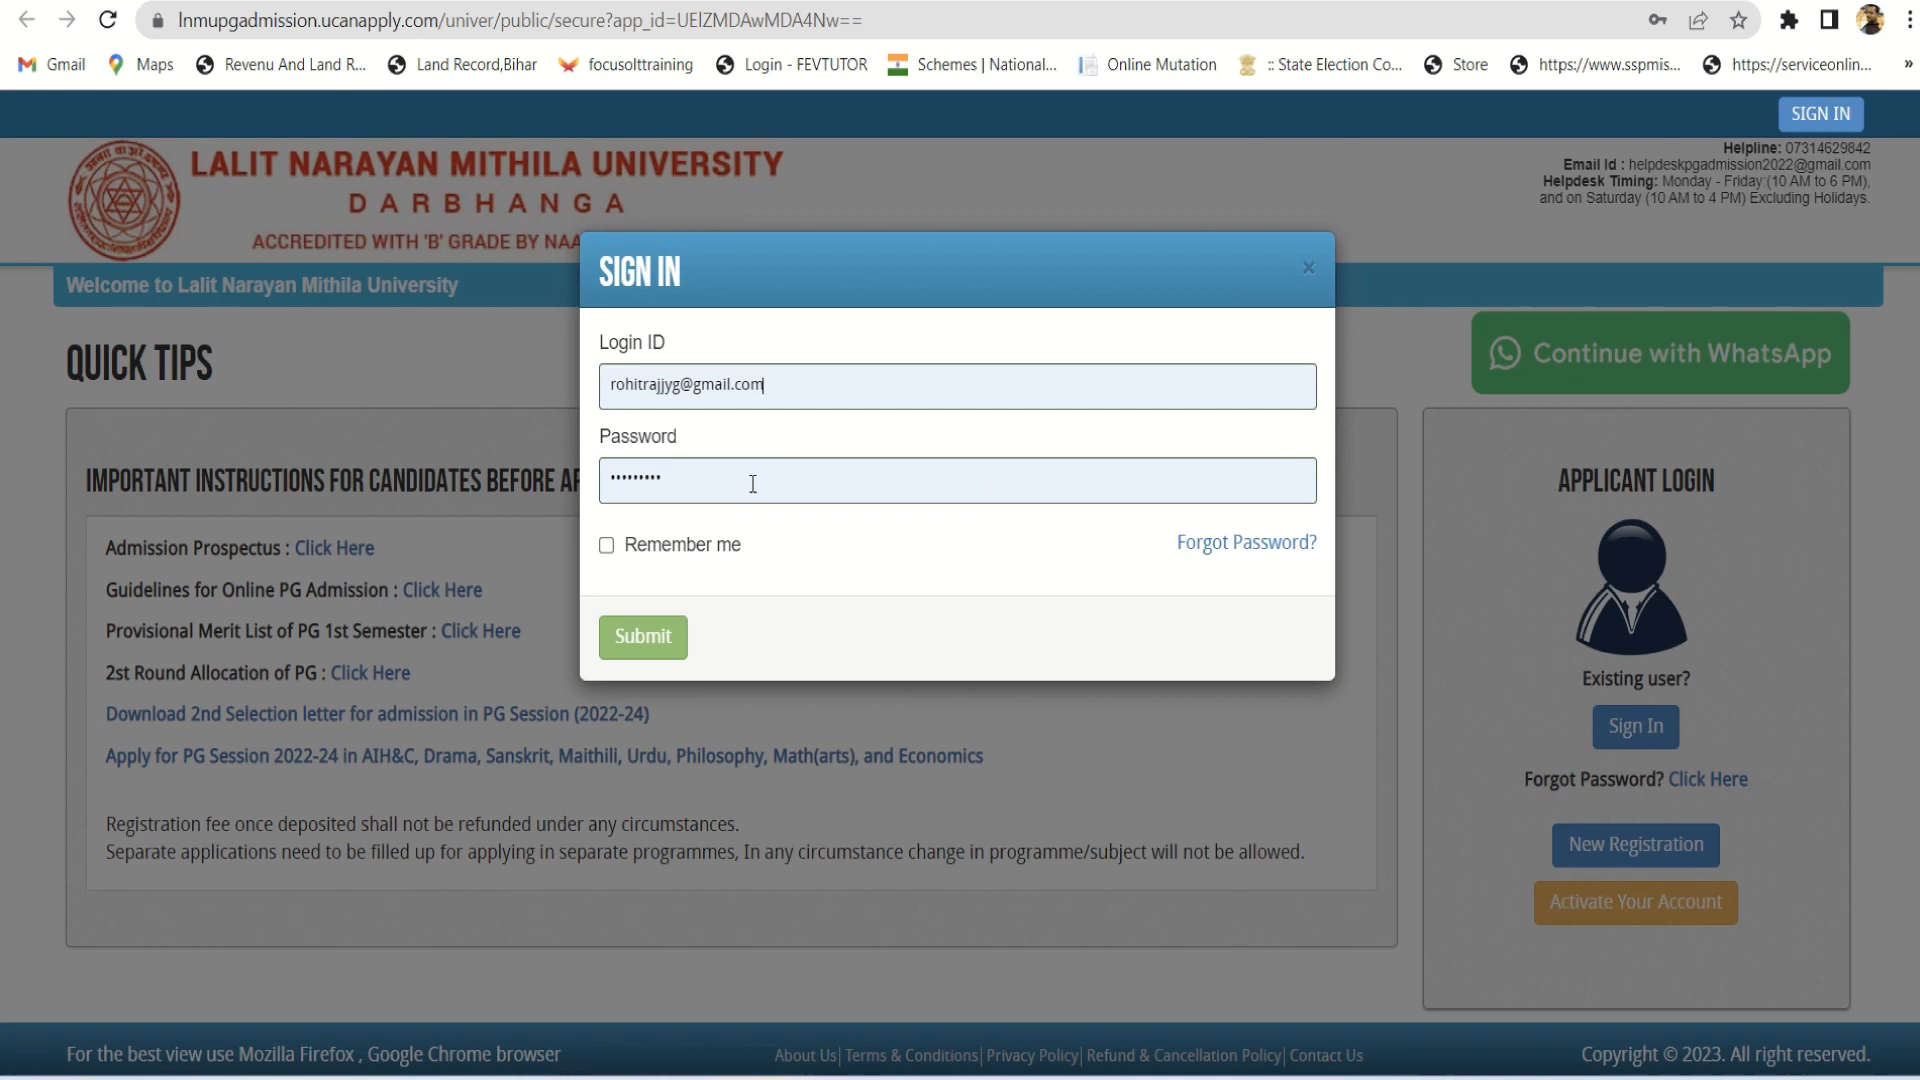 lnmupgadmission.ucanapply.com/univer/public/secure?app_id=UElZMDAwMDA4Nw==
Gmail Maps Revenu And Land R... Land Record,Bihar focusolttraining Login - FEVTUTOR Schemes | National... Online Mutation :: State Election Co... Store https://www.sspmis... https://serviceonlin... »
SIGN IN
LALIT NARAYAN MITHILA UNIVERSITY
DARBHANGA
ACCREDITED WITH 'B' GRADE BY NAA
Helpline: 07314629842
Email Id : helpdeskpgadmission2022@gmail.com
Helpdesk Timing: Monday - Friday:(10 AM to 6 PM),
and on Saturday (10 AM to 4 PM) Excluding Holidays.
Welcome to Lalit Narayan Mithila University
SIGN IN ×
Login ID
rohitrajjyg@gmail.com
Password
•••••••••
Remember me
Forgot Password?
Submit
QUICK TIPS
Continue with WhatsApp
IMPORTANT INSTRUCTIONS FOR CANDIDATES BEFORE AP
Admission Prospectus : Click Here
Guidelines for Online PG Admission : Click Here
Provisional Merit List of PG 1st Semester : Click Here
2st Round Allocation of PG : Click Here
Download 2nd Selection letter for admission in PG Session (2022-24)
Apply for PG Session 2022-24 in AIH&C, Drama, Sanskrit, Maithili, Urdu, Philosophy, Math(arts), and Economics
Registration fee once deposited shall not be refunded under any circumstances.
Separate applications need to be filled up for applying in separate programmes, In any circumstance change in programme/subject will not be allowed.
APPLICANT LOGIN
Existing user?
Sign In
Forgot Password? Click Here
New Registration
Activate Your Account
For the best view use Mozilla Firefox , Google Chrome browser
About Us| Terms & Conditions| Privacy Policy| Refund & Cancellation Policy| Contact Us
Copyright © 2023. All right reserved.